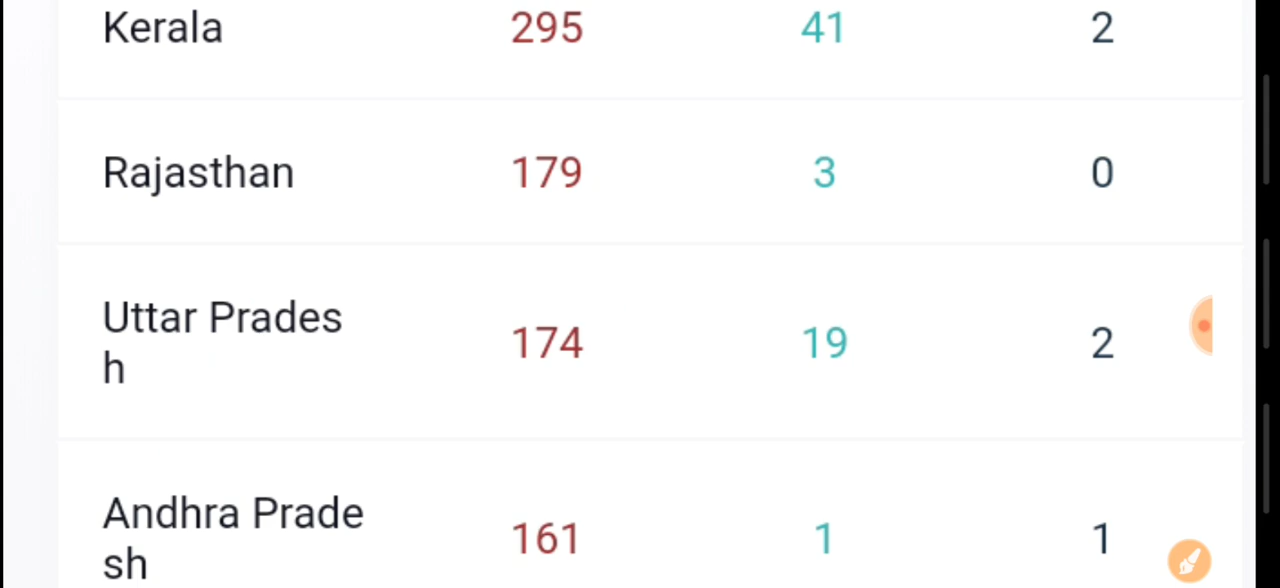 Kerala 295 41 2
Rajasthan 179 3 0
Uttar Prades
h 174 19 2
Andhra Prade
sh 161 1 1